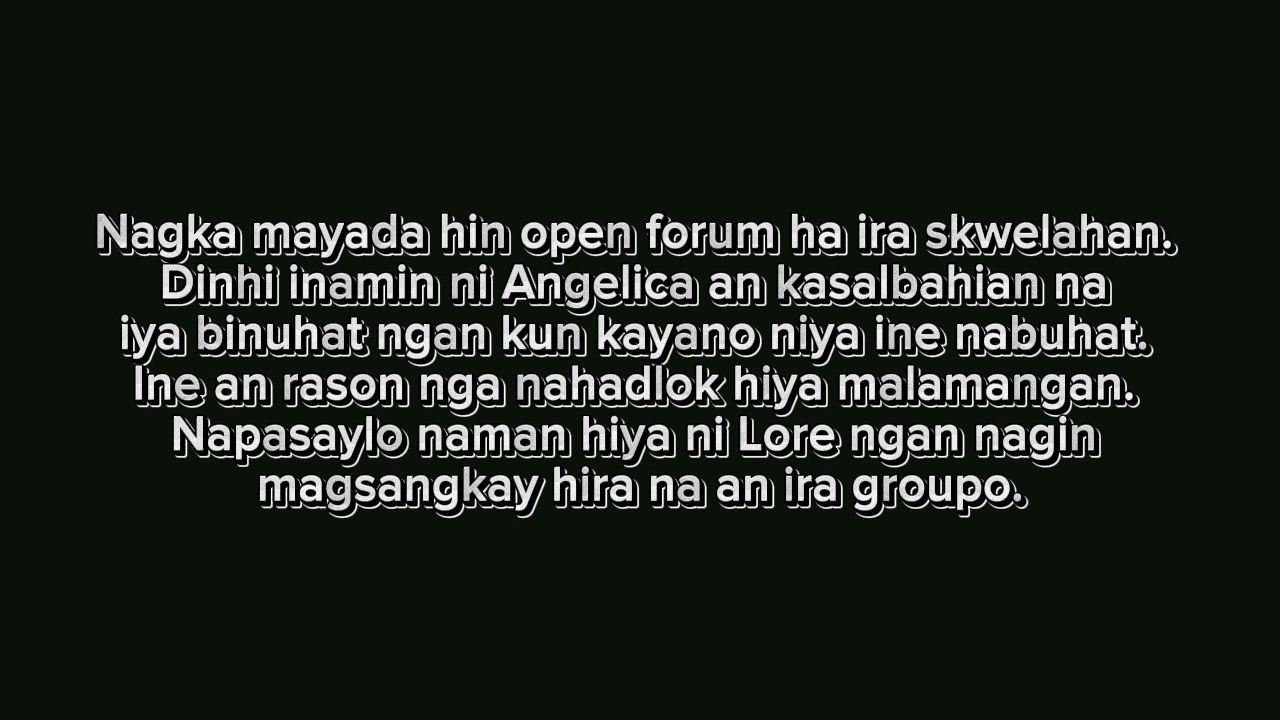 Nagka mayada hin open forum ha ira skwelahan.
Dinhi inamin ni Angelica an kasalbahian na
iya binuhat ngan kun kayano niya ine nabuhat.
Ine an rason nga nahadlok hiya malamangan.
Napasaylo naman hiya ni Lore ngan nagin
magsangkay hira na an ira groupo.